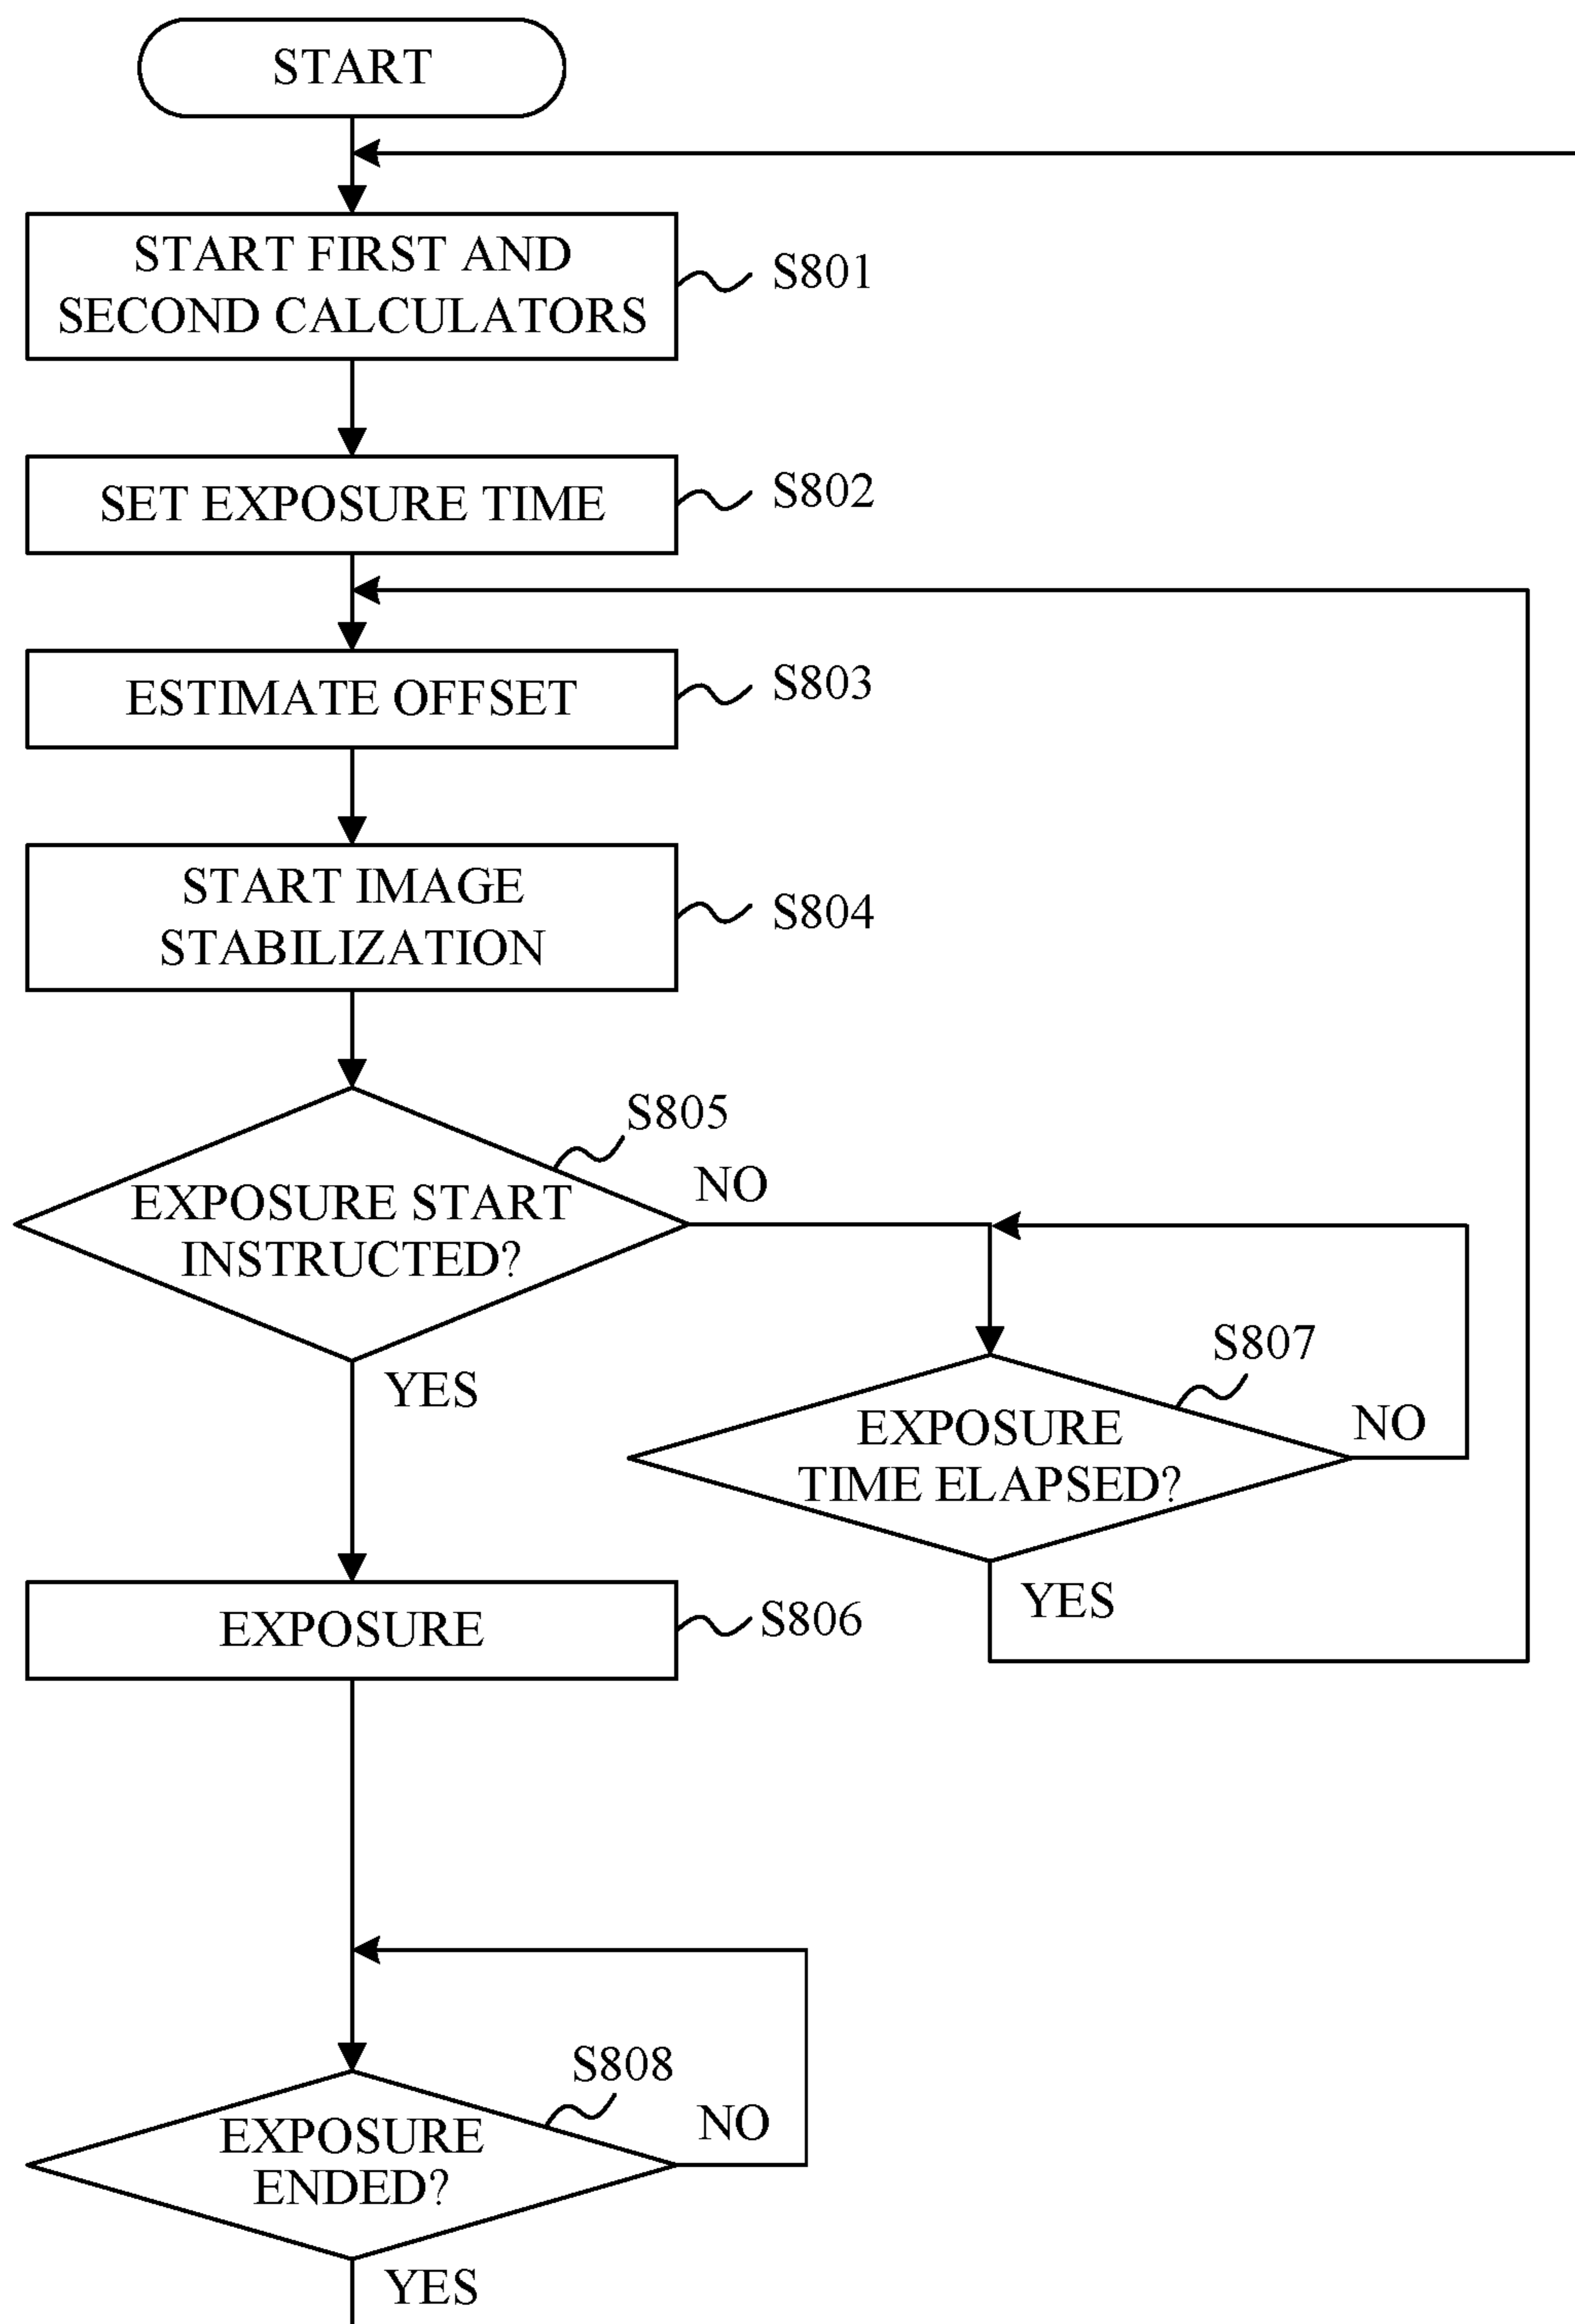 START
START FIRST AND
SECOND CALCULATORS
S801
SET EXPOSURE TIME
S802
ESTIMATE OFFSET
S803
START IMAGE
STABILIZATION
S804
S805
EXPOSURE START
INSTRUCTED?
NO
YES
S807
EXPOSURE
TIME ELAPSED?
NO
YES
EXPOSURE
S806
S808
EXPOSURE
ENDED?
NO
YES